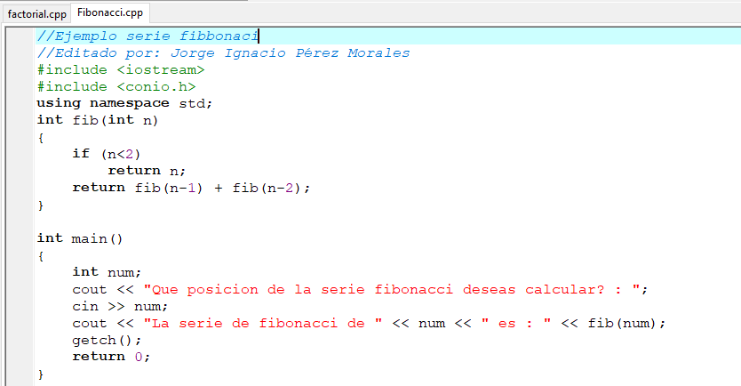 factorial.cpp Fibonacci.cpp
//Ejemplo serie fibbonaci
//Editado por: Jorge Ignacio Pérez Morales
#include <iostream>
#include <conio.h>
using namespace std;
int fib(int n)
{
    if (n<2)
        return n;
    return fib(n-1) + fib(n-2);
}

int main()
{
    int num;
    cout << "Que posicion de la serie fibonacci deseas calcular? : ";
    cin >> num;
    cout << "La serie de fibonacci de " << num << " es : " << fib(num);
    getch();
    return 0;
}